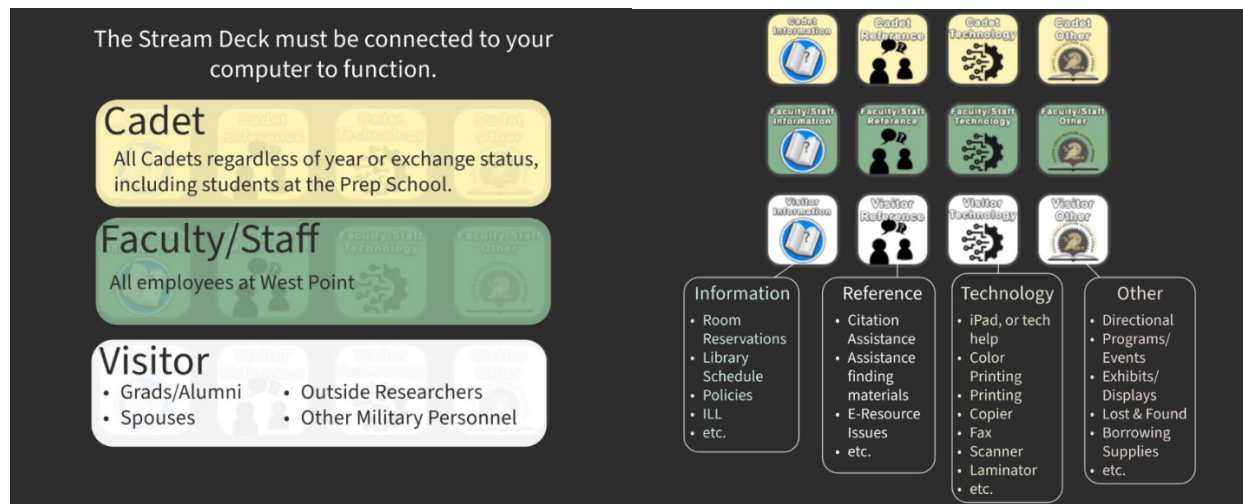 The Stream Deck must be connected to your
computer to function.
Cadet
All Cadets regardless of year or exchange status,
including students at the Prep School.
Faculty/Staff
All employees at West Point
Visitor
• Grads/Alumni
• Spouses
• Outside Researchers
• Other Military Personnel
Cadet
Information
Cadet
Reference
Cadet
Technology
Cadet
Other
Faculty/Staff
Information
Faculty/Staff
Reference
Faculty/Staff
Technology
Faculty/Staff
Other
Visitor
Information
Visitor
Reference
Visitor
Technology
Visitor
Other
Information
• Room
Reservations
• Library
Schedule
• Policies
• ILL
• etc.
Reference
• Citation
Assistance
• Assistance
finding
materials
• E-Resource
Issues
• etc.
Technology
• iPad, or tech
help
• Color
Printing
• Printing
• Copier
• Fax
• Scanner
• Laminator
• etc.
Other
• Directional
• Programs/
Events
• Exhibits/
Displays
• Lost & Found
• Borrowing
Supplies
• etc.